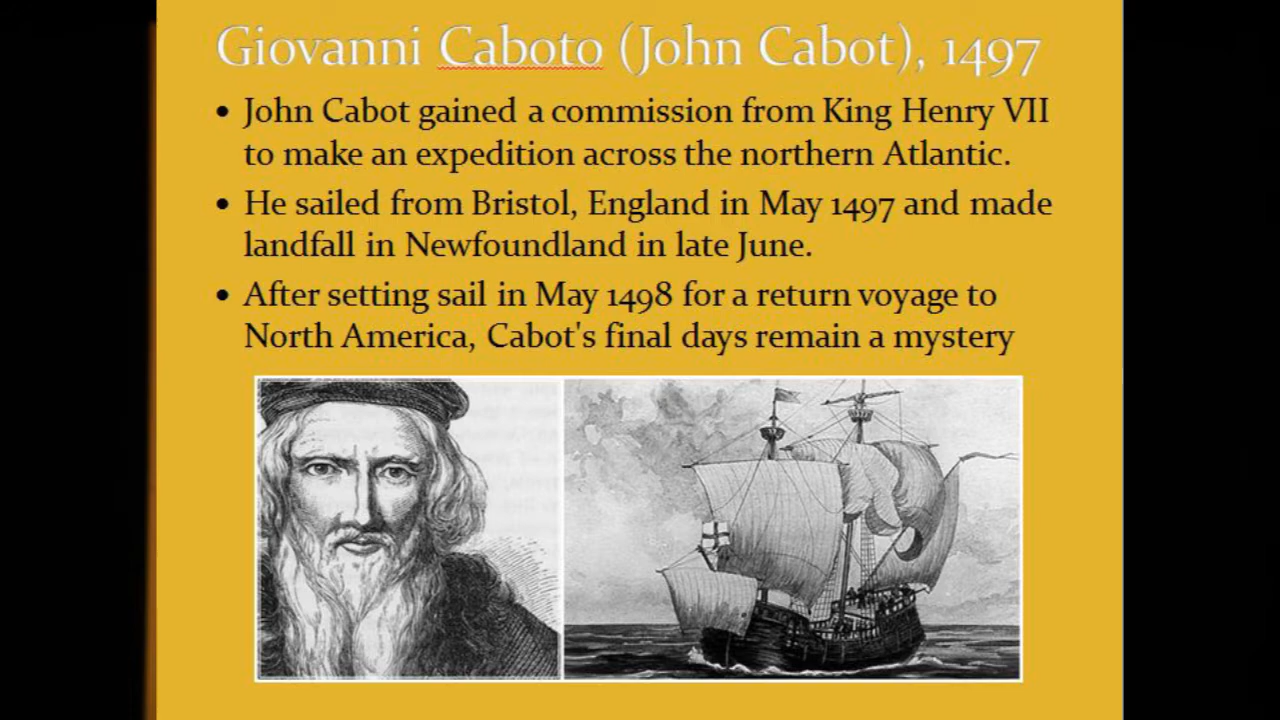 Giovanni Caboto (John Cabot), 1497
• John Cabot gained a commission from King Henry VII
to make an expedition across the northern Atlantic.
• He sailed from Bristol, England in May 1497 and made
landfall in Newfoundland in late June.
• After setting sail in May 1498 for a return voyage to
North America, Cabot's final days remain a mystery